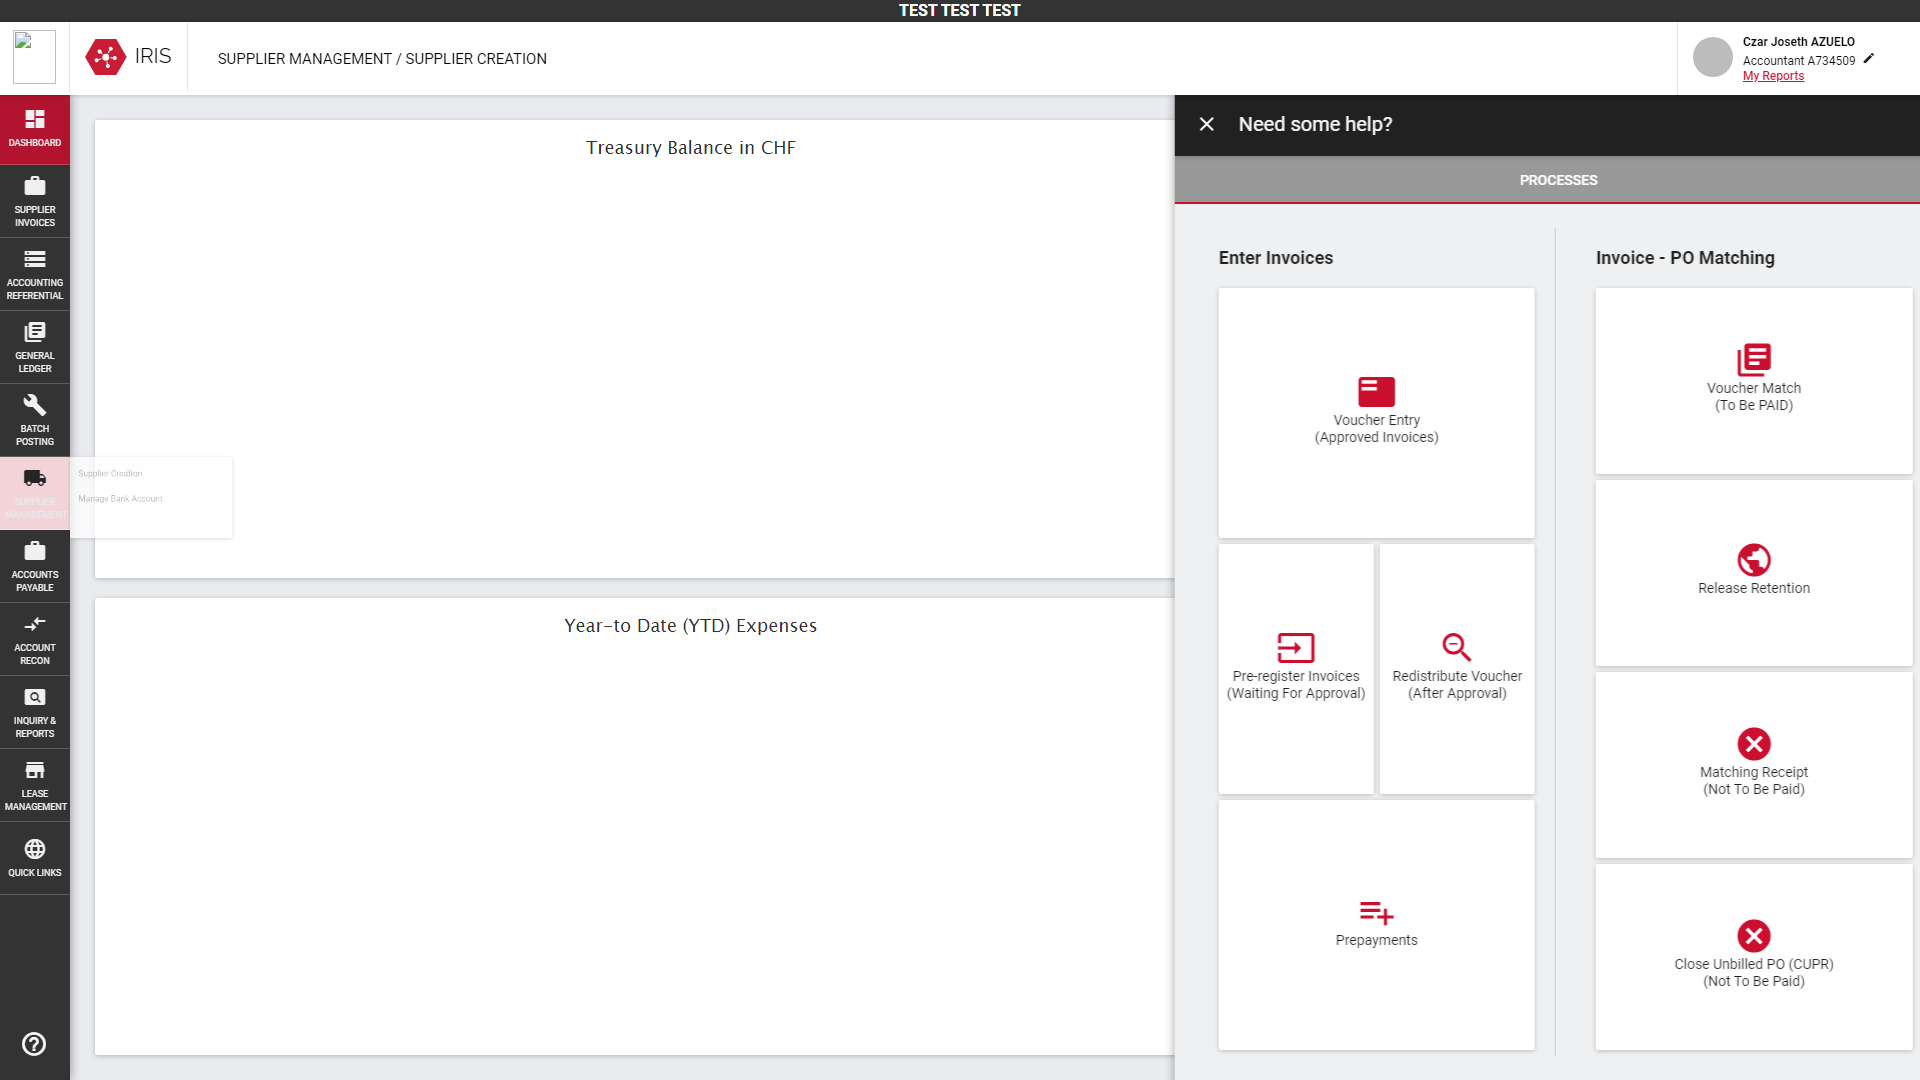 TEST TEST TEST
IRIS
SUPPLIER MANAGEMENT / SUPPLIER CREATION
Czar Joseth AZUELO
Accountant A734509
My Reports
DASHBOARD
SUPPLIER
INVOICES
ACCOUNTING
REFERENTIAL
GENERAL
LEDGER
BATCH
POSTING
SUPPLIER
MANAGEMENT
Supplier Creation
Manage Bank Account
ACCOUNTS
PAYABLE
ACCOUNT
RECON
INQUIRY &
REPORTS
LEASE
MANAGEMENT
QUICK LINKS
Treasury Balance in CHF
Year-to Date (YTD) Expenses
Need some help?
PROCESSES
Enter Invoices
Voucher Entry
(Approved Invoices)
Pre-register Invoices
(Waiting For Approval)
Redistribute Voucher
(After Approval)
Prepayments
Invoice - PO Matching
Voucher Match
(To Be PAID)
Release Retention
Matching Receipt
(Not To Be Paid)
Close Unbilled PO (CUPR)
(Not To Be Paid)